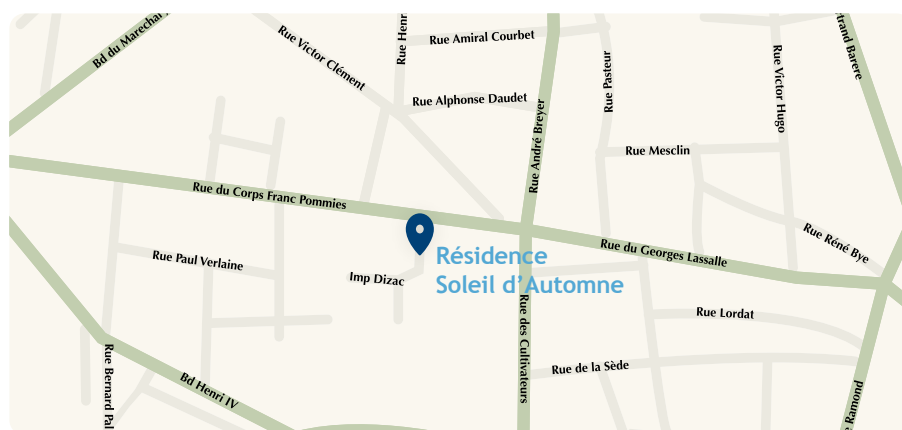 Bd du Marechal
Rue Victor Clément
Rue Henri
Rue Amiral Courbet
Rue Alphonse Daudet
Rue André Breyer
Rue Pasteur
Rue Victor Hugo
trand Barere
Rue Mesclin
Rue du Corps Franc Pommies
Rue Réné Bye
Rue Paul Verlaine
Imp Dizac
Résidence
Soleil d'Automne
Rue du Georges Lassalle
Rue des Cultivateurs
Rue Lordat
Rue de la Sède
Rue Bernard Pal
Bd Henri IV
e Ramond